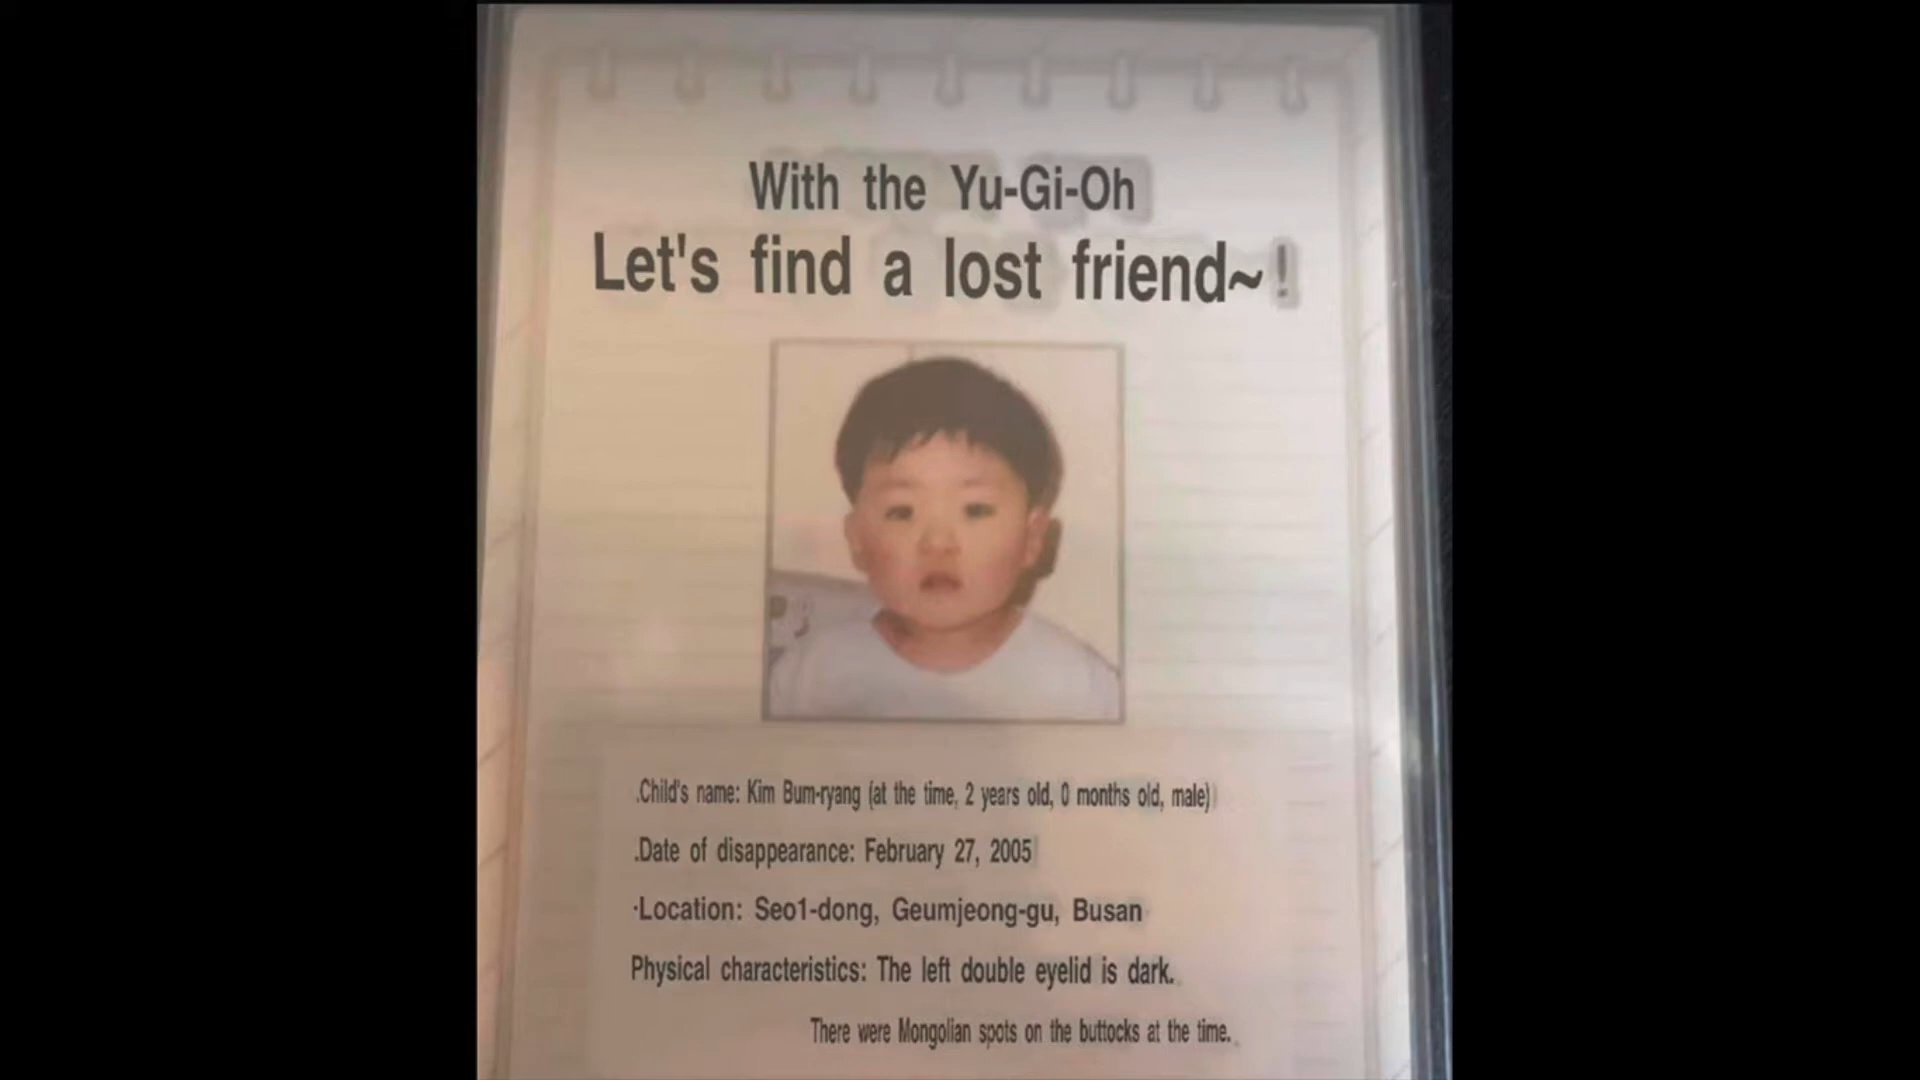 With the Yu-Gi-Oh
Let's find a lost friend~!
.Child's name: Kim Bum-ryang (at the time, 2 years old, 0 months old, male)
.Date of disappearance: February 27, 2005
·Location: Seo1-dong, Geumjeong-gu, Busan
Physical characteristics: The left double eyelid is dark.
There were Mongolian spots on the buttocks at the time.